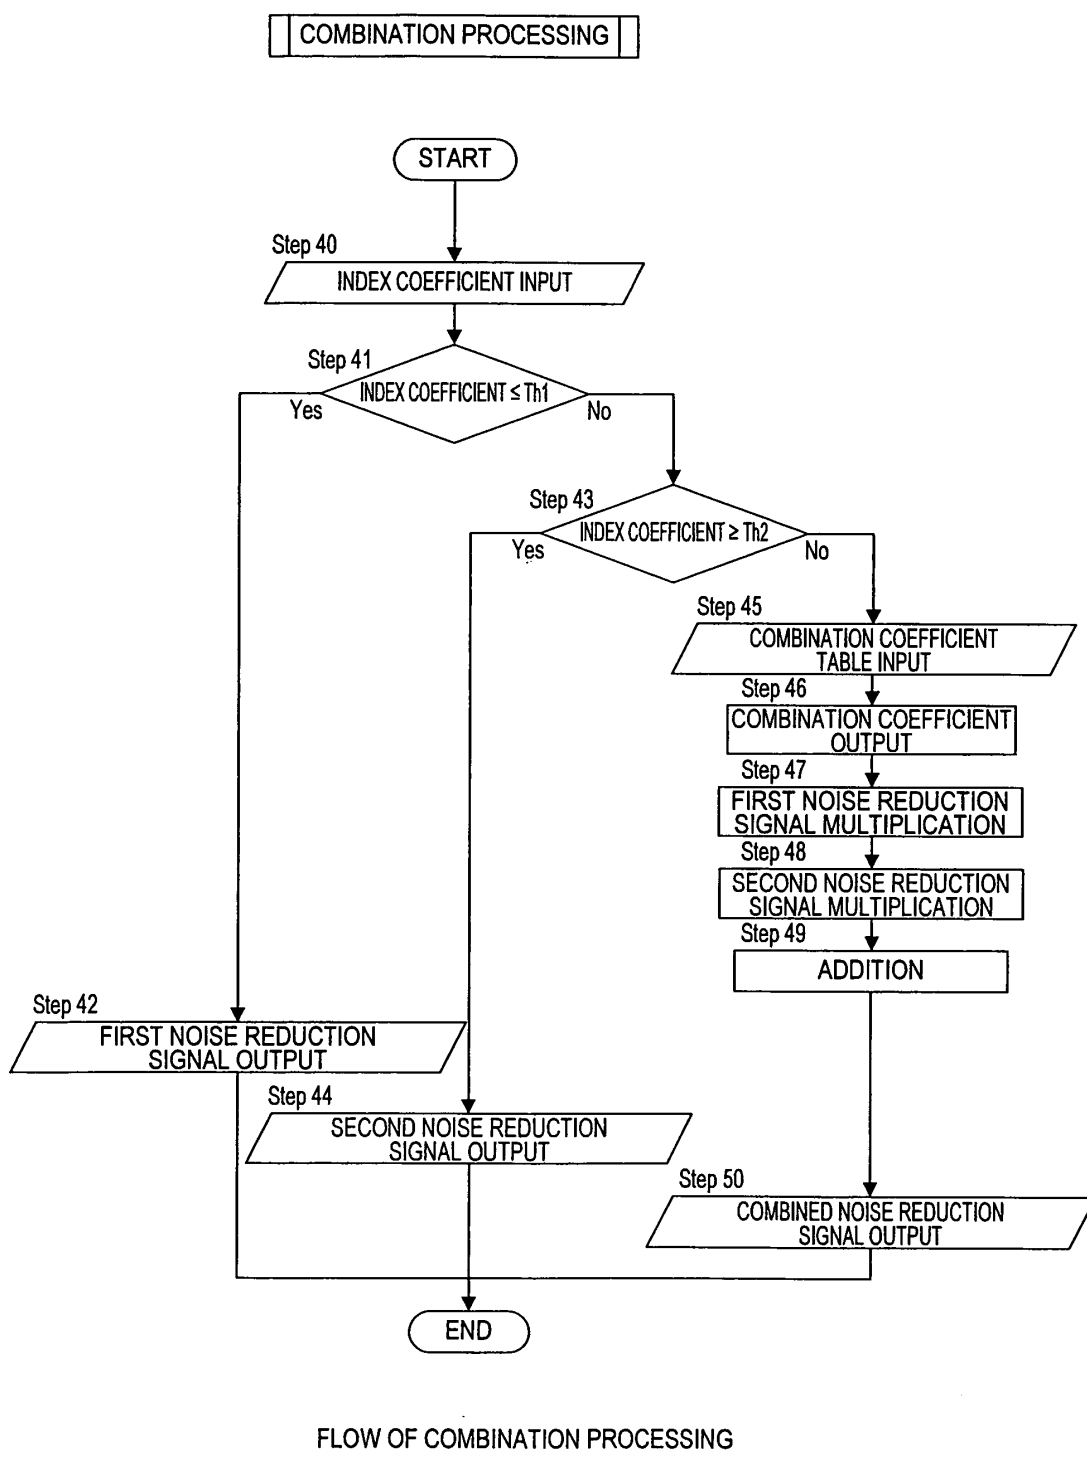 COMBINATION PROCESSING
START
Step 40
INDEX COEFFICIENT INPUT
Step 41
INDEX COEFFICIENT ≤ Th1
Yes
No
Step 43
INDEX COEFFICIENT ≥ Th2
Yes
No
Step 45
COMBINATION COEFFICIENT
TABLE INPUT
Step 46
COMBINATION COEFFICIENT
OUTPUT
Step 47
FIRST NOISE REDUCTION
SIGNAL MULTIPLICATION
Step 48
SECOND NOISE REDUCTION
SIGNAL MULTIPLICATION
Step 49
ADDITION
Step 42
FIRST NOISE REDUCTION
SIGNAL OUTPUT
Step 44
SECOND NOISE REDUCTION
SIGNAL OUTPUT
Step 50
COMBINED NOISE REDUCTION
SIGNAL OUTPUT
END
FLOW OF COMBINATION PROCESSING